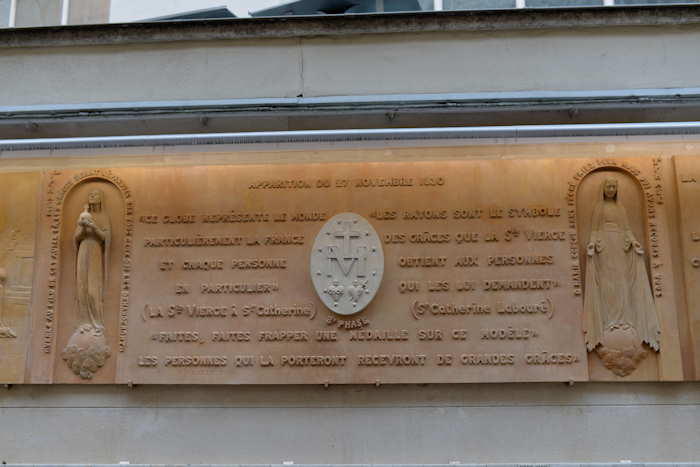 APPARITION DU 27 NOVEMBRE 1830
"CE GLOBE REPRÉSENTE LE MONDE
PARTICULIÈREMENT LA FRANCE
ET CHAQUE PERSONNE
EN PARTICULIER"
(LA Ste VIERGE À Ste CATHERINE)
"LES RAYONS SONT LE SYMBOLE
DES GRÂCES QUE LA Ste VIERGE
OBTIENT AUX PERSONNES
QUI LES LUI DEMANDENT"
(Ste CATHERINE Labouré)
M
3e PHASE
"FAITES, FAITES FRAPPER UNE MÉDAILLE SUR CE MODÈLE"
LES PERSONNES QUI LA PORTERONT RECEVRONT DE GRANDES GRÂCES"